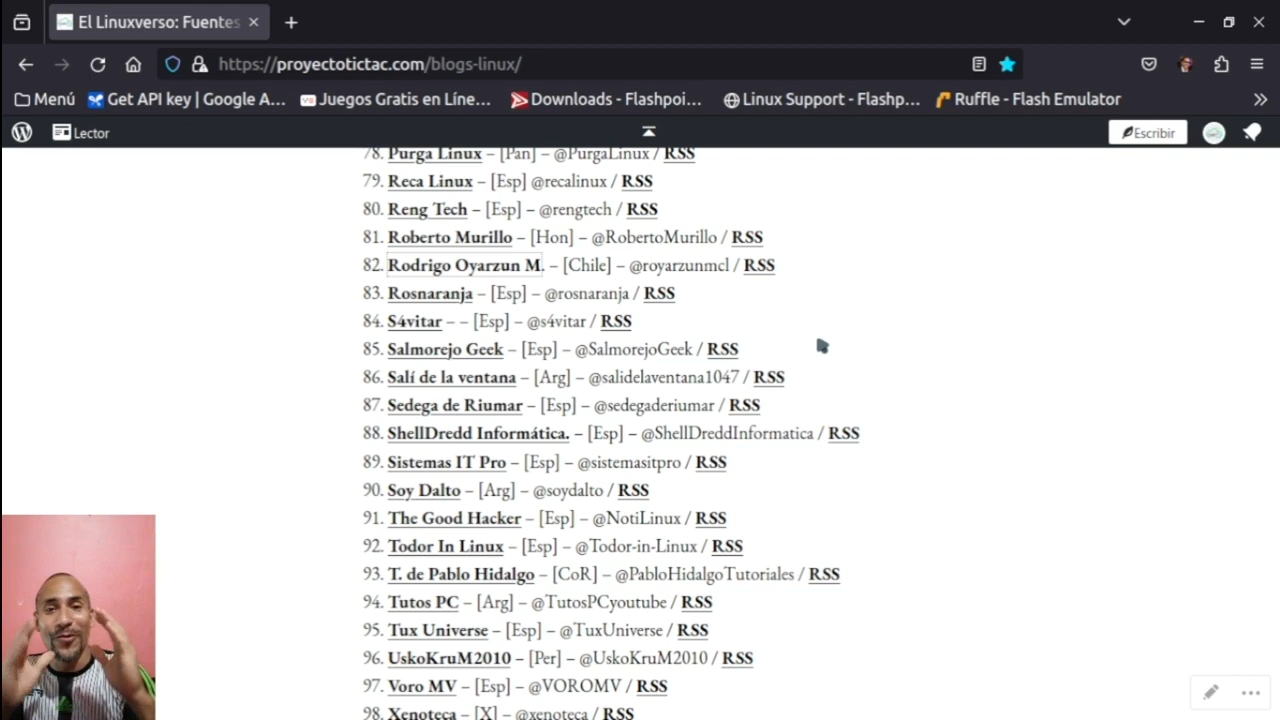 El Linuxverso: Fuentes
https://proyectotictac.com/blogs-linux/
Menú Get API key | Google A... Juegos Gratis en Líne... Downloads - Flashpoi... Linux Support - Flashp... Ruffle - Flash Emulator
Lector Escribir
78. Purga Linux – [Pan] – @PurgaLinux / RSS
79. Reca Linux – [Esp] @recalinux / RSS
80. Reng Tech – [Esp] – @rengtech / RSS
81. Roberto Murillo – [Hon] – @RobertoMurillo / RSS
82. Rodrigo Oyarzun M. – [Chile] – @royarzunmcl / RSS
83. Rosnaranja – [Esp] – @rosnaranja / RSS
84. S4vitar – – [Esp] – @s4vitar / RSS
85. Salmorejo Geek – [Esp] – @SalmorejoGeek / RSS
86. Salí de la ventana – [Arg] – @salidelaventana1047 / RSS
87. Sedega de Riumar – [Esp] – @sedegaderiumar / RSS
88. ShellDredd Informática. – [Esp] – @ShellDreddInformatica / RSS
89. Sistemas IT Pro – [Esp] – @sistemasitpro / RSS
90. Soy Dalto – [Arg] – @soydalto / RSS
91. The Good Hacker – [Esp] – @NotiLinux / RSS
92. Todor In Linux – [Esp] – @Todor-in-Linux / RSS
93. T. de Pablo Hidalgo – [CoR] – @PabloHidalgoTutoriales / RSS
94. Tutos PC – [Arg] – @TutosPCyoutube / RSS
95. Tux Universe – [Esp] – @TuxUniverse / RSS
96. UskoKruM2010 – [Per] – @UskoKruM2010 / RSS
97. Voro MV – [Esp] – @VOROMV / RSS
98. Xenoteca – [X] – @xenoteca / RSS